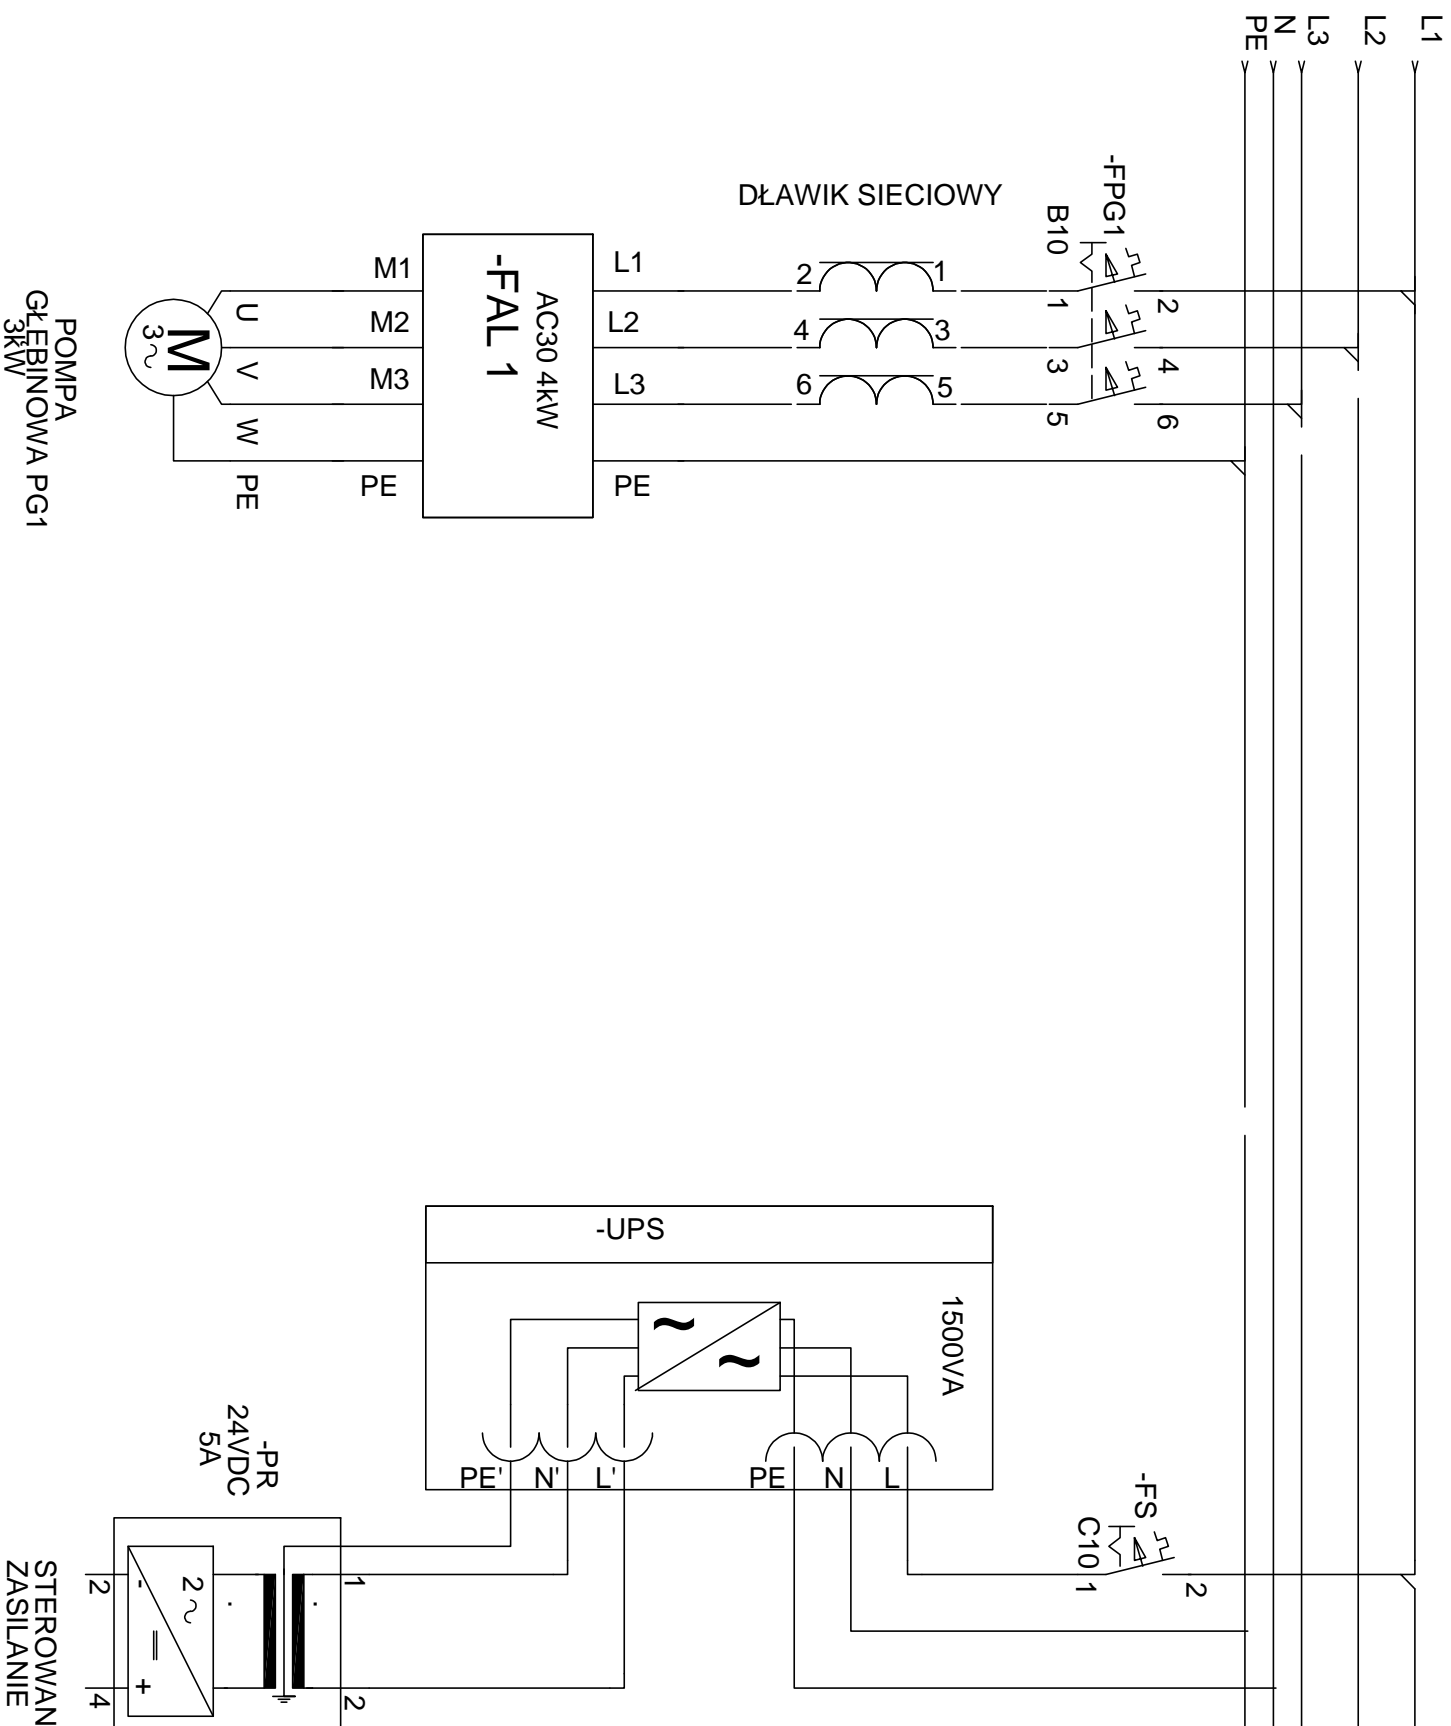 L1
L2
L3
N
PE
-FPG1
B10
1
2
3
4
5
6
DŁAWIK SIECIOWY
1
2
3
4
5
6
L1
L2
L3
PE
AC30 4kW
-FAL 1
M1
M2
M3
PE
U
V
W
PE
M
3~
POMPA
GŁĘBINOWA PG1
3kW
-FS
C10
1
2
-UPS
1500VA
~
~
PE'
N'
L'
PE
N
L
-PR
24VDC
5A
1
2
2~
=
-
+
2
4
STEROWAN
ZASILANIE